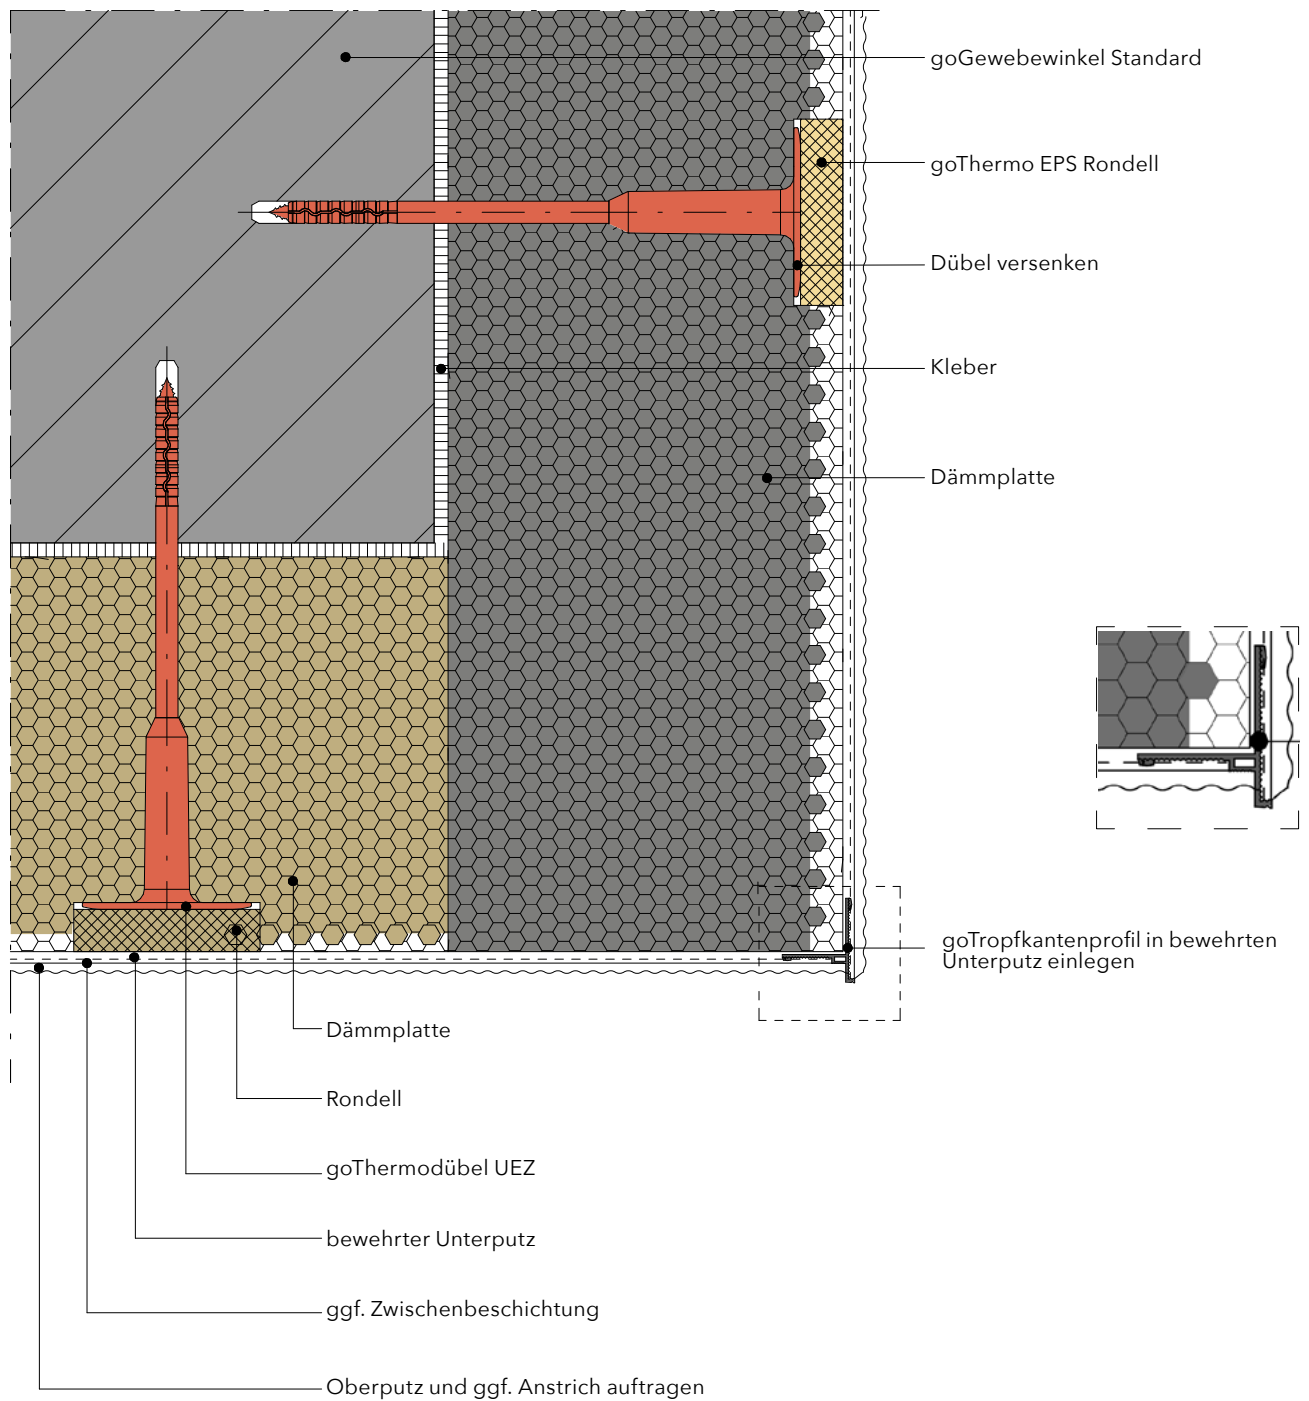 goGewebewinkel Standard
goThermo EPS Rondell
Dübel versenken
Kleber
Dämmplatte
goTropfkantenprofil in bewehrten
Unterputz einlegen
Dämmplatte
Rondell
goThermodübel UEZ
bewehrter Unterputz
ggf. Zwischenbeschichtung
Oberputz und ggf. Anstrich auftragen